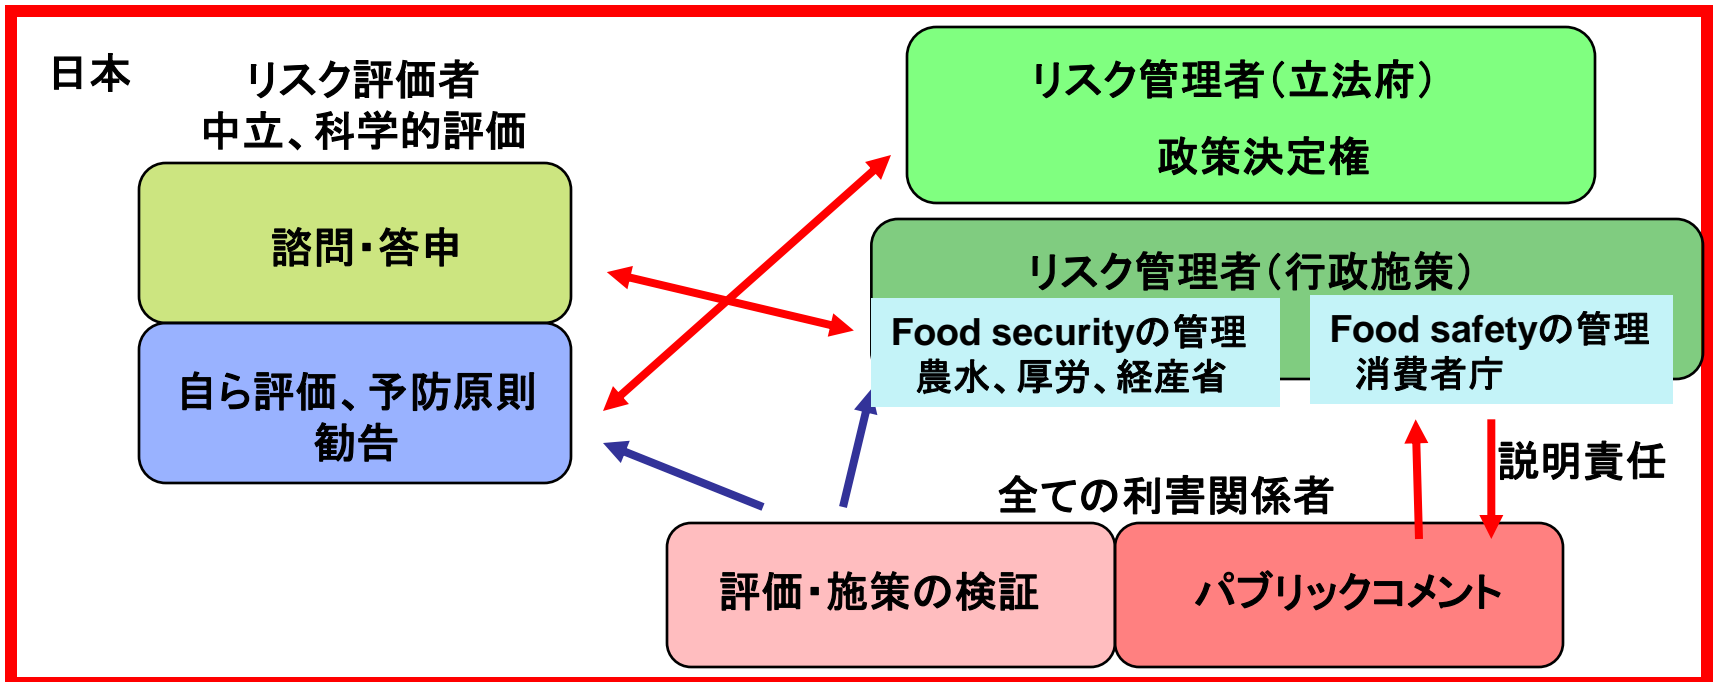 日本
リスク評価者
中立、科学的評価
諮問・答申
自ら評価、予防原則
勧告
リスク管理者（立法府）
政策決定権
リスク管理者（行政施策）
Food securityの管理
農水、厚労、経産省
Food safetyの管理
消費者庁
説明責任
全ての利害関係者
評価・施策の検証
パブリックコメント